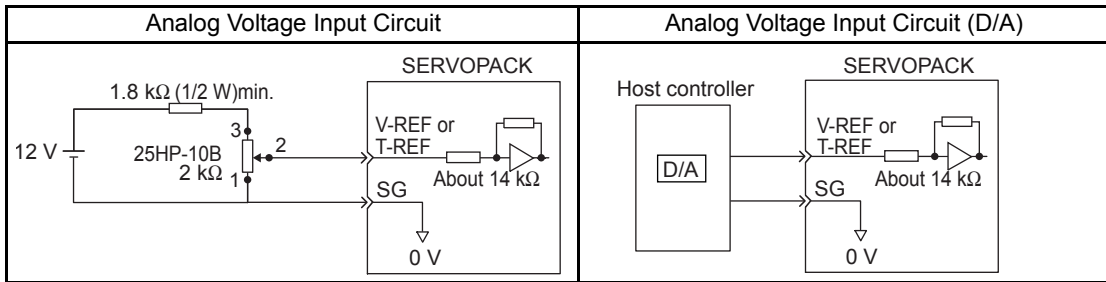 Analog Voltage Input Circuit
Analog Voltage Input Circuit (D/A)
SERVOPACK
1.8 kΩ (1/2 W)min.
3
V-REF or
T-REF
12 V
2
25HP-10B
2 kΩ
1
About 14 kΩ
SG
0 V
SERVOPACK
Host controller
V-REF or
T-REF
D/A
About 14 kΩ
SG
0 V